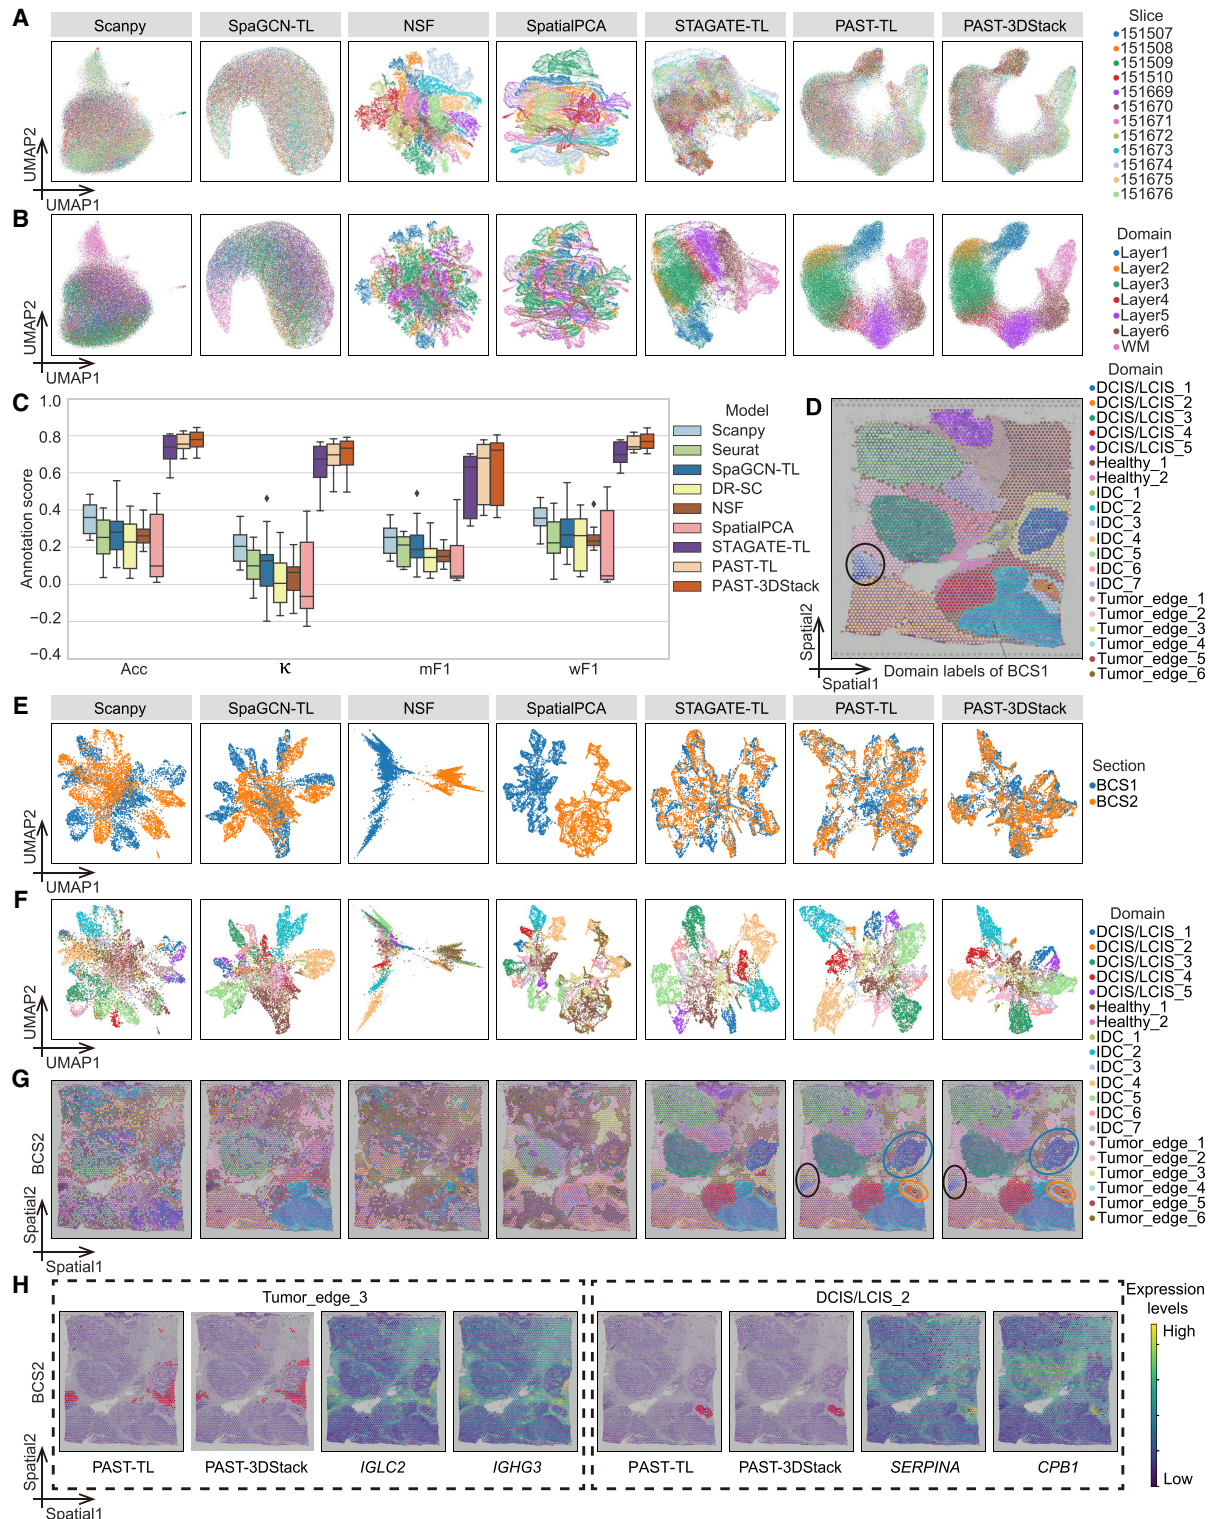 A
Scanpy
SpaGCN-TL
NSF
SpatialPCA
STAGATE-TL
PAST-TL
PAST-3DStack
Slice
151507
151508
151509
151510
151669
151670
151671
151672
151673
151674
151675
151676
UMAP2
UMAP1
B
Domain
Layer1
Layer2
Layer3
Layer4
Layer5
Layer6
WM
UMAP2
UMAP1
C
Annotation score
1.0
0.8
0.6
0.4
0.2
0.0
−0.2
−0.4
Acc
κ
mF1
wF1
Model
Scanpy
Seurat
SpaGCN-TL
DR-SC
NSF
SpatialPCA
STAGATE-TL
PAST-TL
PAST-3DStack
D
Spatial2
Spatial1
Domain labels of BCS1
Domain
DCIS/LCIS_1
DCIS/LCIS_2
DCIS/LCIS_3
DCIS/LCIS_4
DCIS/LCIS_5
Healthy_1
Healthy_2
IDC_1
IDC_2
IDC_3
IDC_4
IDC_5
IDC_6
IDC_7
Tumor_edge_1
Tumor_edge_2
Tumor_edge_3
Tumor_edge_4
Tumor_edge_5
Tumor_edge_6
E
Scanpy
SpaGCN-TL
NSF
SpatialPCA
STAGATE-TL
PAST-TL
PAST-3DStack
Section
BCS1
BCS2
UMAP2
UMAP1
F
UMAP2
UMAP1
Domain
DCIS/LCIS_1
DCIS/LCIS_2
DCIS/LCIS_3
DCIS/LCIS_4
DCIS/LCIS_5
Healthy_1
Healthy_2
IDC_1
IDC_2
IDC_3
IDC_4
IDC_5
IDC_6
IDC_7
Tumor_edge_1
Tumor_edge_2
Tumor_edge_3
Tumor_edge_4
Tumor_edge_5
Tumor_edge_6
G
BCS2
Spatial2
Spatial1
H
Tumor_edge_3
DCIS/LCIS_2
BCS2
Spatial2
Spatial1
PAST-TL
PAST-3DStack
IGLC2
IGHG3
PAST-TL
PAST-3DStack
SERPINA
CPB1
Expression
levels
High
Low